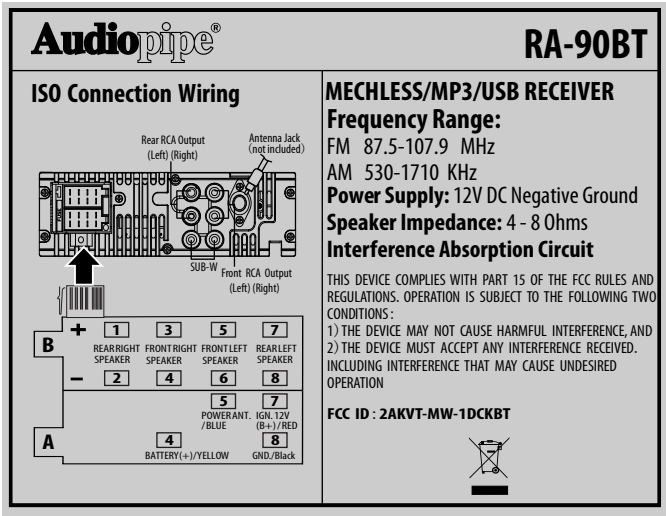 Audiopipe®
RA-90BT
ISO Connection Wiring
Rear RCA Output
(Left) (Right)
Antenna Jack
(not included)
SUB-W
Front RCA Output
(Left) (Right)
B
+ 1 3 5 7
REAR RIGHT FRONT RIGHT FRONT LEFT REAR LEFT
SPEAKER SPEAKER SPEAKER SPEAKER
– 2 4 6 8
A
5 7
POWER ANT. IGN. 12V
/BLUE (B+)/RED
4 8
BATTERY(+)/YELLOW GND./Black
MECHLESS/MP3/USB RECEIVER
Frequency Range:
FM 87.5-107.9 MHz
AM 530-1710 KHz
Power Supply: 12V DC Negative Ground
Speaker Impedance: 4 - 8 Ohms
Interference Absorption Circuit
THIS DEVICE COMPLIES WITH PART 15 OF THE FCC RULES AND
REGULATIONS. OPERATION IS SUBJECT TO THE FOLLOWING TWO
CONDITIONS:
1) THE DEVICE MAY NOT CAUSE HARMFUL INTERFERENCE, AND
2) THE DEVICE MUST ACCEPT ANY INTERFERENCE RECEIVED.
INCLUDING INTERFERENCE THAT MAY CAUSE UNDESIRED
OPERATION
FCC ID : 2AKVT-MW-1DCKBT